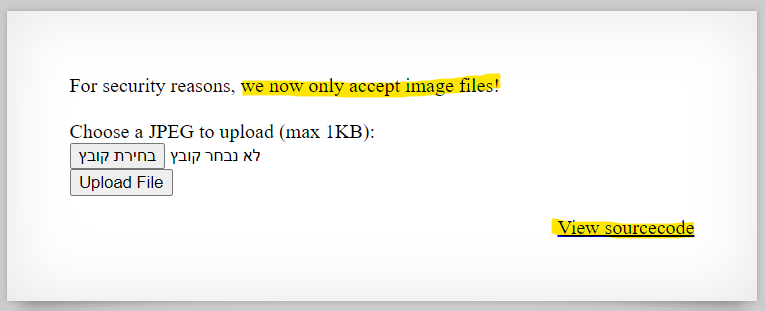 For security reasons, we now only accept image files!
Choose a JPEG to upload (max 1KB):
בחירת קובץ לא נבחר קובץ
Upload File
View sourcecode